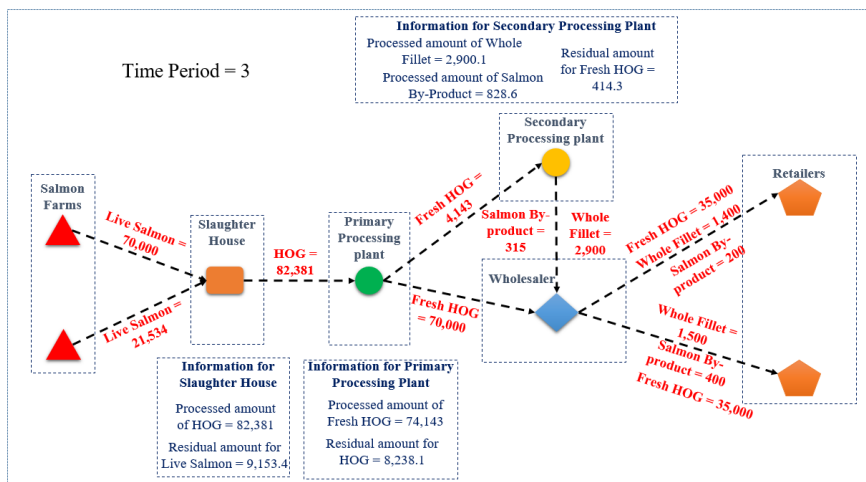 Information for Secondary Processing Plant
Processed amount of Whole
Fillet = 2,900.1
Processed amount of Salmon
By-Product = 828.6
Residual amount
for Fresh HOG =
414.3
Time Period = 3
Secondary
Processing plant
Salmon
Farms
Slaughter
House
Primary
Processing
plant
Wholesaler
Retailers
Live Salmon =
70,000
Live Salmon =
21,534
HOG =
82,381
Fresh HOG =
4,143
Fresh HOG
= 70,000
Salmon By-
product =
315
Whole
Fillet =
2,900
Fresh HOG = 35,000
Whole Fillet = 1,400
Salmon By-
product = 200
Whole Fillet =
1,500
Salmon By-
product = 400
Fresh HOG = 35,000
Information for
Slaughter House
Processed amount
of HOG = 82,381
Residual amount for
Live Salmon = 9,153.4
Information for Primary
Processing Plant
Processed amount of
Fresh HOG = 74,143
Residual amount for
HOG = 8,238.1